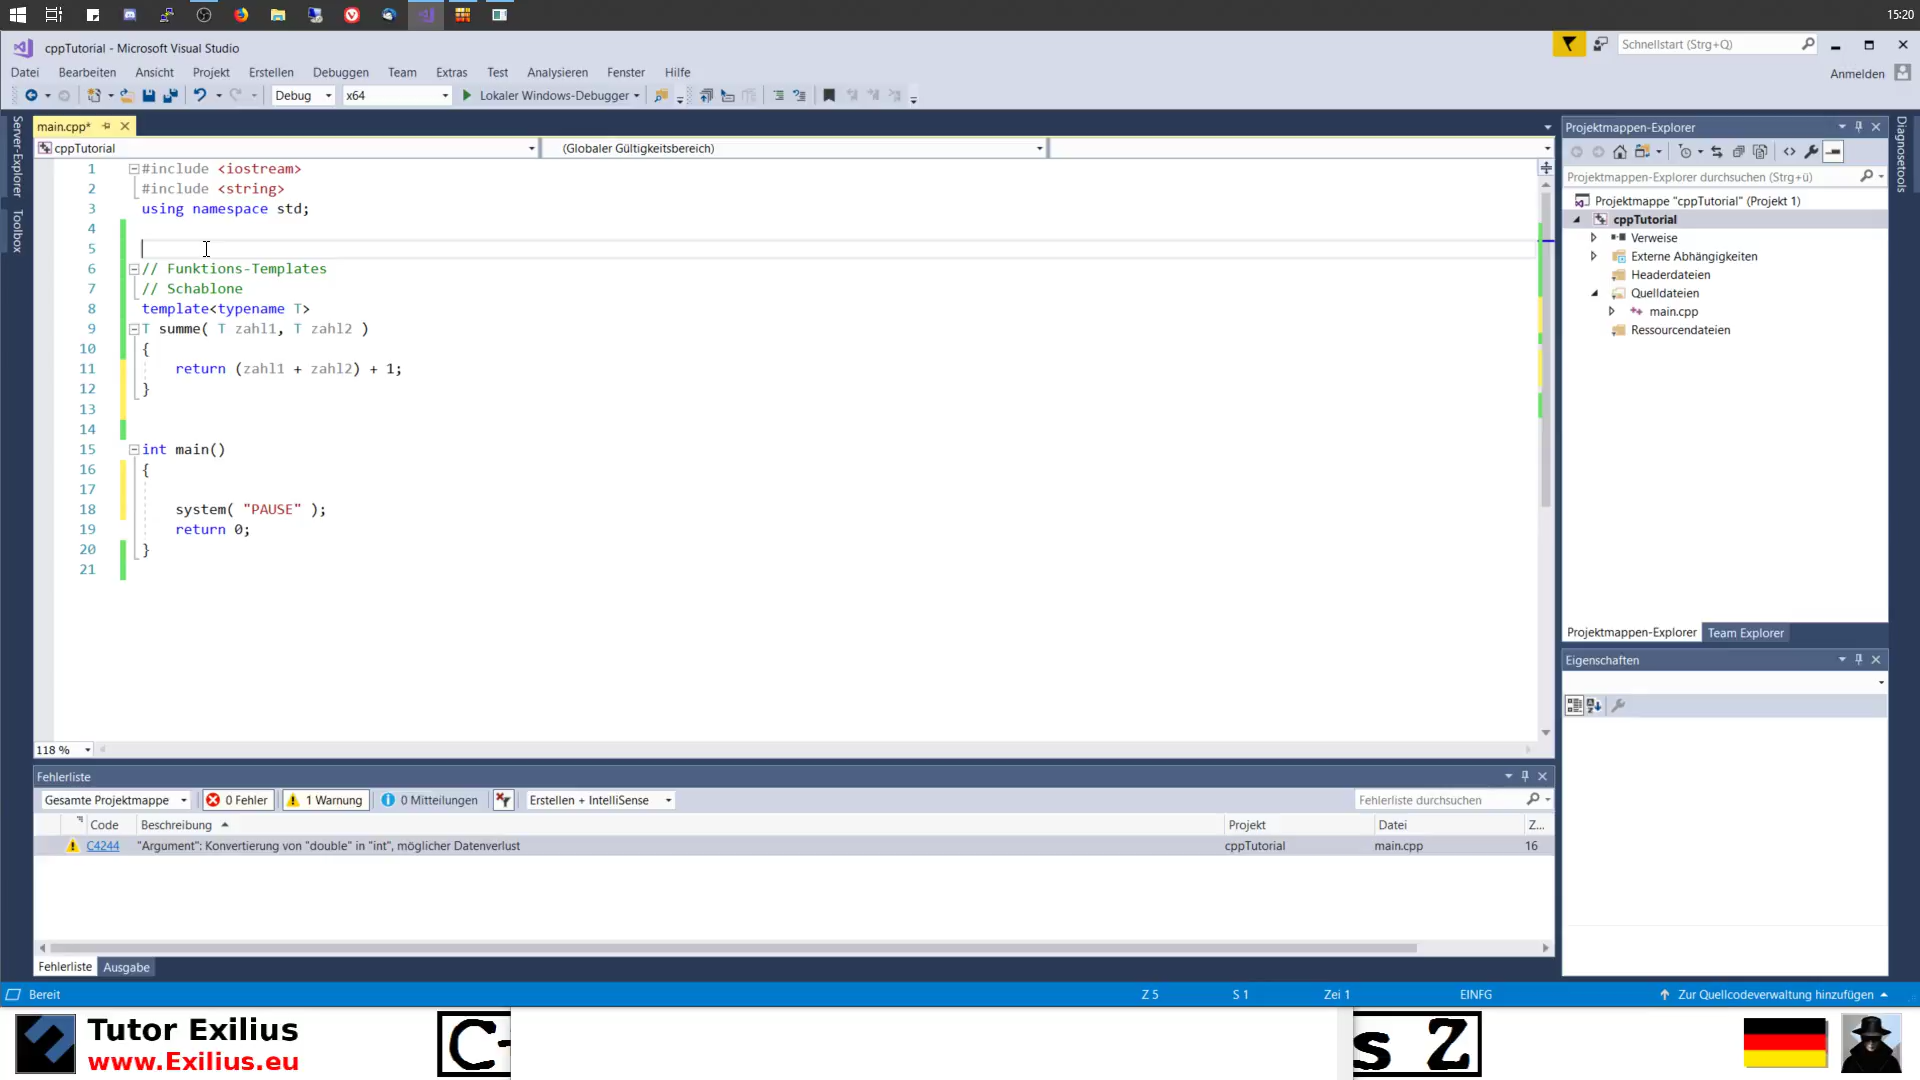 15:20
cppTutorial - Microsoft Visual Studio
Schnellstart (Strg+Q)
Datei Bearbeiten Ansicht Projekt Erstellen Debuggen Team Extras Test Analysieren Fenster Hilfe
Anmelden
Debug x64 Lokaler Windows-Debugger
Server-Explorer
Toolbox
main.cpp*
cppTutorial (Globaler Gültigkeitsbereich)
1 #include <iostream>
2 #include <string>
3 using namespace std;
4
5
6 // Funktions-Templates
7 // Schablone
8 template<typename T>
9 T summe( T zahl1, T zahl2 )
10 {
11 return (zahl1 + zahl2) + 1;
12 }
13
14
15 int main()
16 {
17
18 system( "PAUSE" );
19 return 0;
20 }
21
118 %
Projektmappen-Explorer
Projektmappen-Explorer durchsuchen (Strg+ü)
Projektmappe "cppTutorial" (Projekt 1)
cppTutorial
Verweise
Externe Abhängigkeiten
Headerdateien
Quelldateien
main.cpp
Ressourcendateien
Projektmappen-Explorer Team Explorer
Eigenschaften
Diagnosetools
Fehlerliste
Gesamte Projektmappe 0 Fehler 1 Warnung 0 Mitteilungen Erstellen + IntelliSense Fehlerliste durchsuchen
Code Beschreibung Projekt Datei Z...
C4244 "Argument": Konvertierung von "double" in "int", möglicher Datenverlust cppTutorial main.cpp 16
Fehlerliste Ausgabe
Bereit Z 5 S 1 Zei 1 EINFG Zur Quellcodeverwaltung hinzufügen
Tutor Exilius
www.Exilius.eu
C
s Z